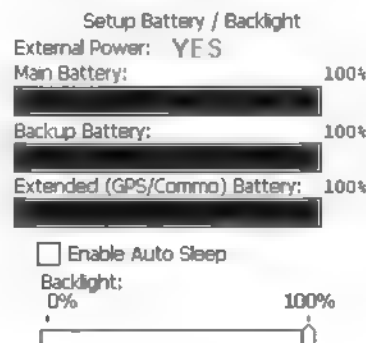 Setup Battery / Backlight
External Power: YES
Main Battery: 100%
Backup Battery: 100%
Extended (GPS/Commo) Battery: 100%
Enable Auto Sleep
Backlight:
0% 100%